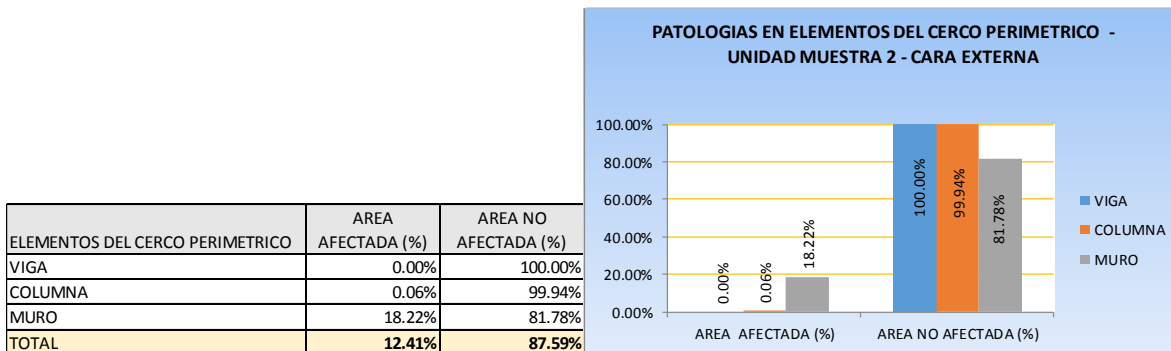 ELEMENTOS DEL CERCO PERIMETRICO
AREA
AFECTADA (%)
AREA NO
AFECTADA (%)
VIGA 0.00% 100.00%
COLUMNA 0.06% 99.94%
MURO 18.22% 81.78%
TOTAL 12.41% 87.59%
PATOLOGIAS EN ELEMENTOS DEL CERCO PERIMETRICO -
UNIDAD MUESTRA 2 - CARA EXTERNA
100.00%
80.00%
60.00%
40.00%
20.00%
0.00%
0.00%
0.06%
18.22%
100.00%
99.94%
81.78%
AREA AFECTADA (%)
AREA NO AFECTADA (%)
VIGA
COLUMNA
MURO